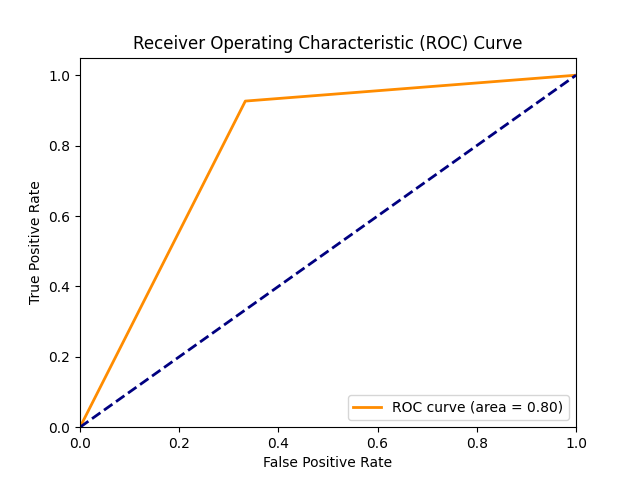 Receiver Operating Characteristic (ROC) Curve
1.0
0.8
0.6
0.4
0.2
0.0
True Positive Rate
ROC curve (area = 0.80)
0.0 0.2 0.4 0.6 0.8 1.0
False Positive Rate